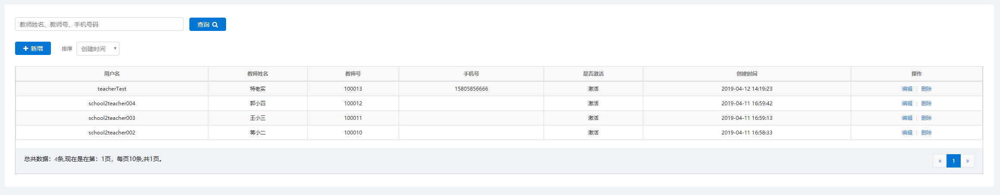 教师姓名、教师号、手机号码 查询
新增 排序 创建时间
用户名 教师姓名 教师号 手机号 是否激活 创建时间 操作
teacherTest 特老实 100013 15805856666 激活 2019-04-12 14:19:23 编辑 | 删除
school2teacher004 郭小四 100012 激活 2019-04-11 16:59:42 编辑 | 删除
school2teacher003 王小三 100011 激活 2019-04-11 16:59:13 编辑 | 删除
school2teacher002 蒋小二 100010 激活 2019-04-11 16:58:33 编辑 | 删除
总共数据：4条,现在是在第：1页，每页10条,共1页。 « 1 »